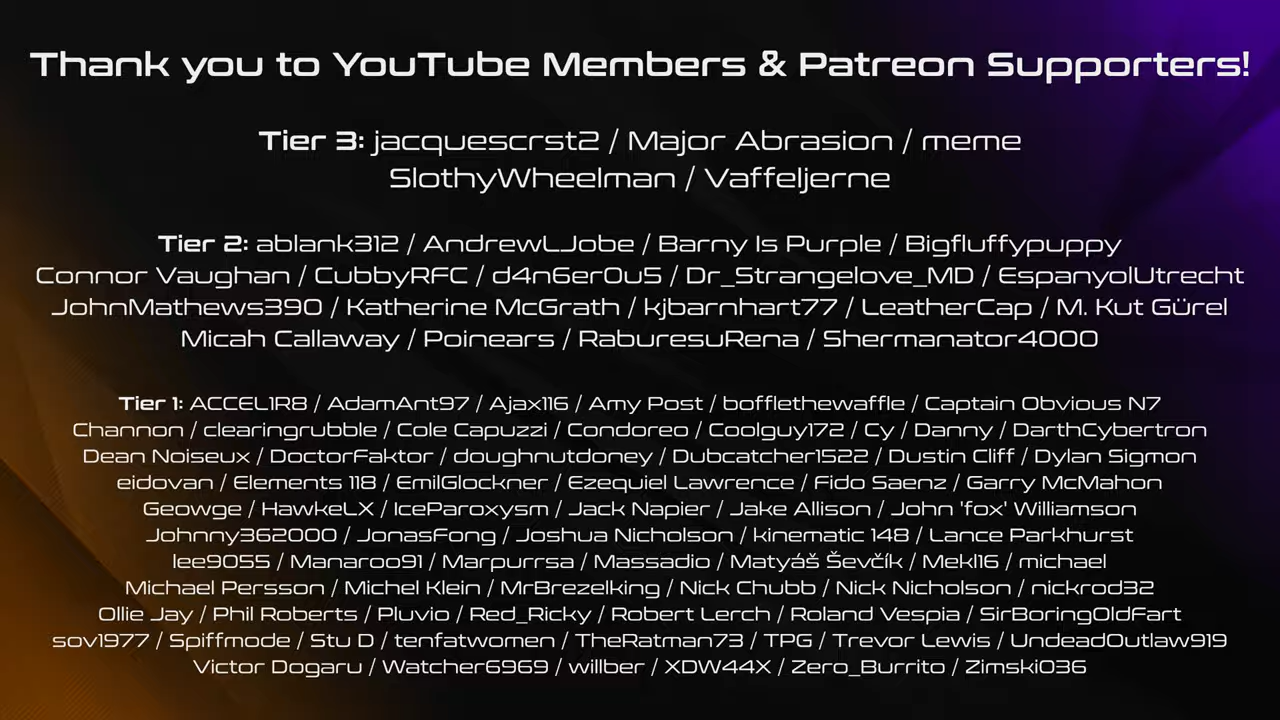 Thank you to YouTube Members & Patreon Supporters!
Tier 3: jacquescrst2 / Major Abrasion / meme
SlothyWheelman / Vaffeljerne
Tier 2: ablank312 / AndrewLJobe / Barny Is Purple / Bigfluffypuppy
Connor Vaughan / CubbyRFC / d4n6er0u5 / Dr_Strangelove_MD / EspanyolUtrecht
JohnMathews390 / Katherine McGrath / kjbarnhart77 / LeatherCap / M. Kut Gürel
Micah Callaway / Poinears / RaburesuRena / Shermanator4000
Tier 1: ACCEL1R8 / AdamAnt97 / Ajax116 / Amy Post / bofflethewaffle / Captain Obvious N7
Channon / clearingrubble / Cole Capuzzi / Condoreo / Coolguy172 / Cy / Danny / DarthCybertron
Dean Noiseux / DoctorFaktor / doughnutdoney / Dubcatcher1522 / Dustin Cliff / Dylan Sigmon
eidovan / Elements 118 / EmilGlockner / Ezequiel Lawrence / Fido Saenz / Garry McMahon
Geowge / HawkeLX / IceParoxysm / Jack Napier / Jake Allison / John 'fox' Williamson
Johnny362000 / JonasFong / Joshua Nicholson / kinematic 148 / Lance Parkhurst
lee9055 / Manaroo91 / Marpurrsa / Massadio / Matyáš Ševčík / Mekl16 / michael
Michael Persson / Michel Klein / MrBrezelking / Nick Chubb / Nick Nicholson / nickrod32
Ollie Jay / Phil Roberts / Pluvio / Red_Ricky / Robert Lerch / Roland Vespia / SirBoringOldFart
sov1977 / Spiffmode / Stu D / tenfatwomen / TheRatman73 / TPG / Trevor Lewis / UndeadOutlaw919
Victor Dogaru / Watcher6969 / willber / XDW44X / Zero_Burrito / Zimski036